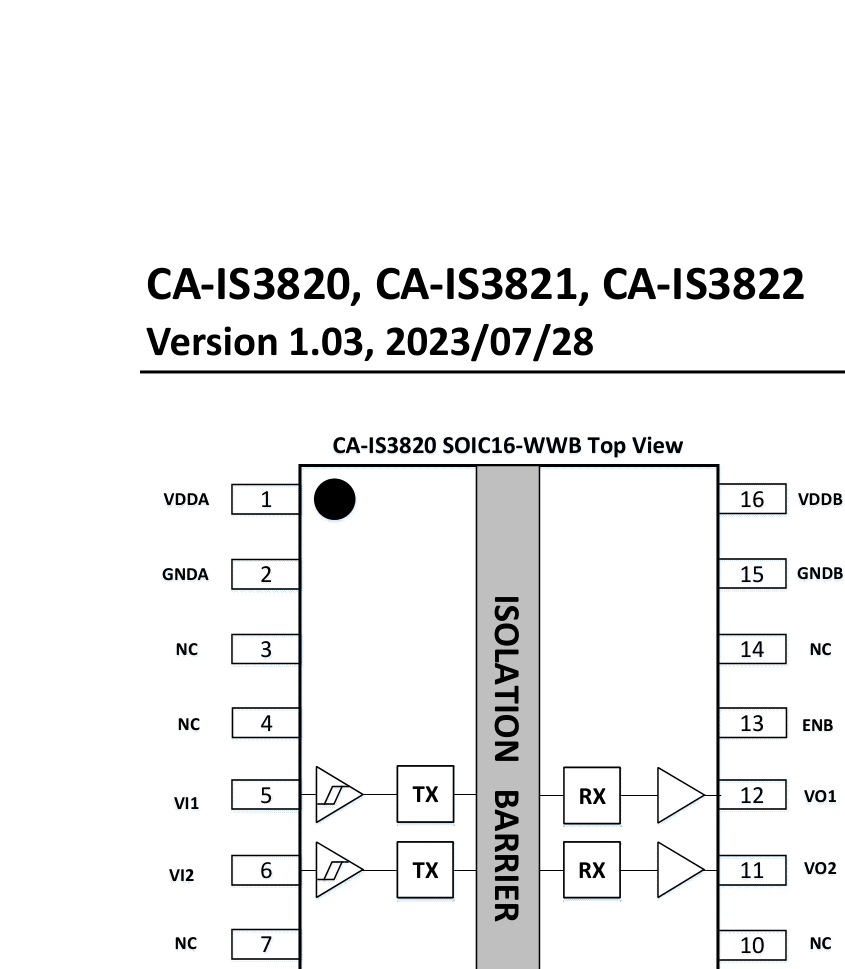 CA-IS3820, CA-IS3821, CA-IS3822
Version 1.03, 2023/07/28
CA-IS3820 SOIC16-WWB Top View
VDDA 1 16 VDDB
GNDA 2 15 GNDB
NC 3 14 NC
NC 4 13 ENB
VI1 5 TX RX 12 VO1
VI2 6 TX RX 11 VO2
NC 7 10 NC
ISOLATION BARRIER